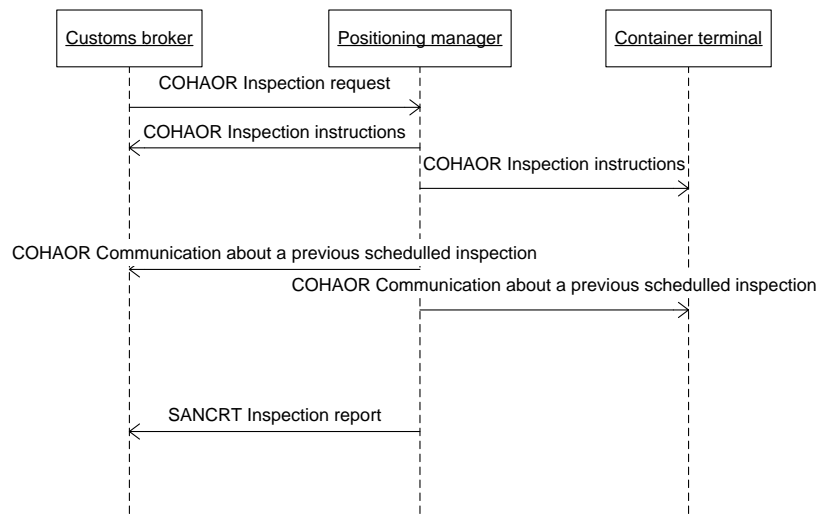 Customs broker
Positioning manager
Container terminal
COHAOR Inspection request
COHAOR Inspection instructions
COHAOR Inspection instructions
COHAOR Communication about a previous schedulled inspection
COHAOR Communication about a previous schedulled inspection
SANCRT Inspection report